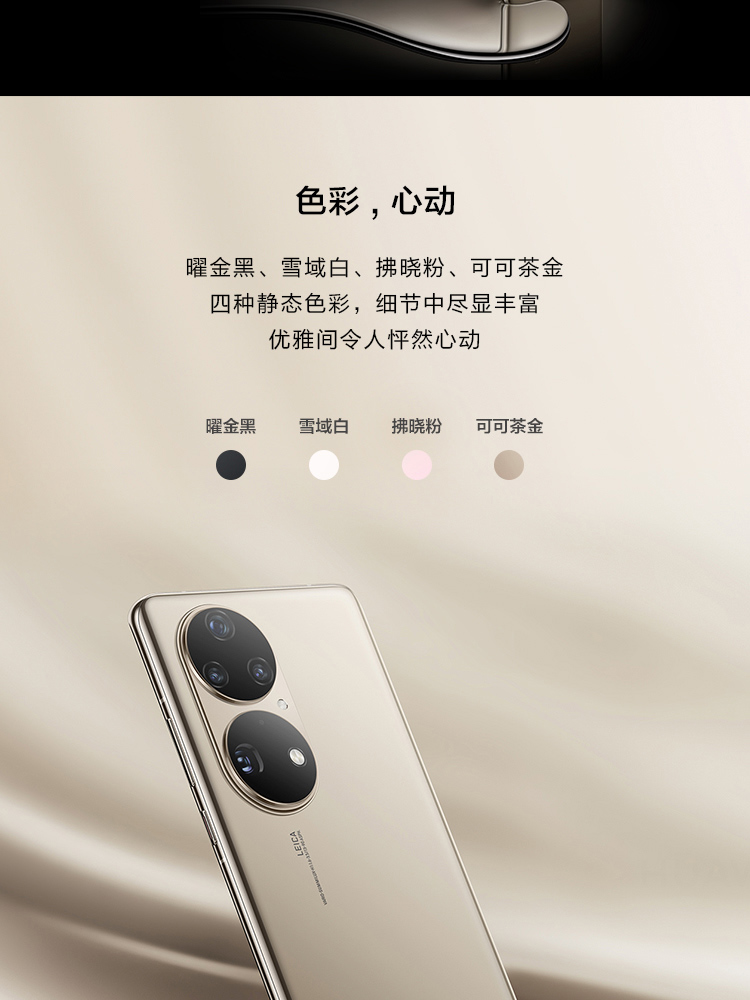 色彩，心动
曜金黑、雪域白、拂晓粉、可可茶金
四种静态色彩，细节中尽显丰富
优雅间令人怦然心动
曜金黑 雪域白 拂晓粉 可可茶金
LEICA